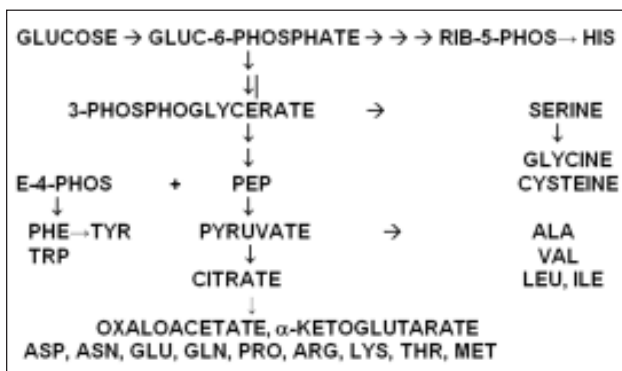 GLUCOSE → GLUC-6-PHOSPHATE → → → RIB-5-PHOS → HIS
↓
↓
3-PHOSPHOGLYCERATE → SERINE
↓ ↓
↓ GLYCINE
E-4-PHOS + PEP CYSTEINE
↓ ↓
PHE → TYR PYRUVATE → ALA
TRP ↓ VAL
CITRATE LEU, ILE
↓
OXALOACETATE, α-KETOGLUTARATE
ASP, ASN, GLU, GLN, PRO, ARG, LYS, THR, MET